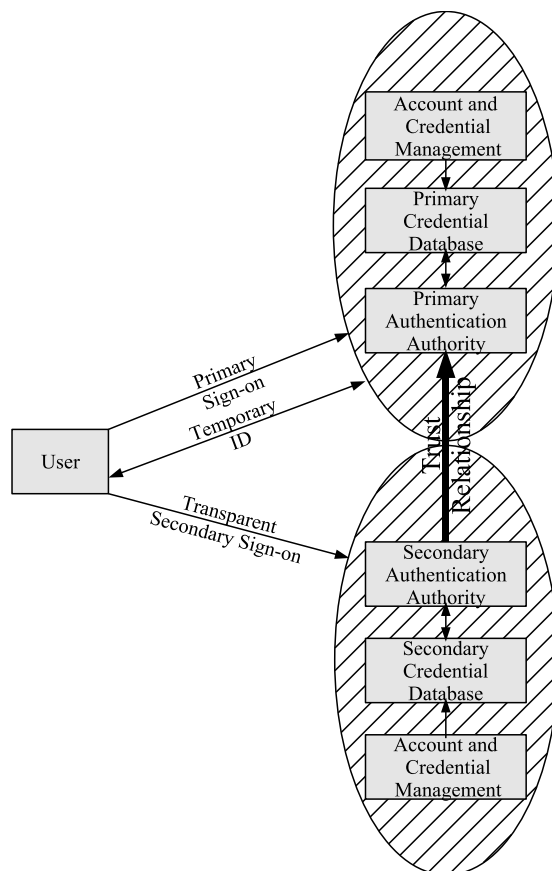 Account and
Credential
Management
Primary
Credential
Database
Primary
Authentication
Authority
Primary
Sign-on
Temporary
ID
User
Trust
Relationship
Transparent
Secondary Sign-on
Secondary
Authentication
Authority
Secondary
Credential
Database
Account and
Credential
Management